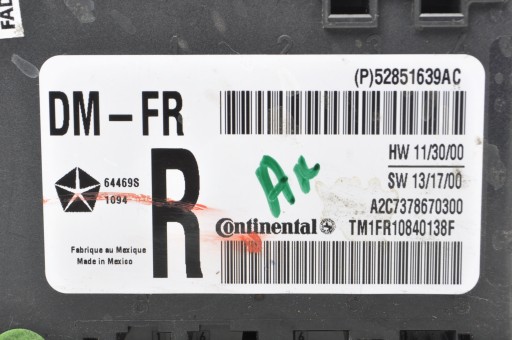 FAD
(P)52851639AC
DM-FR
HW 11/30/00
SW 13/17/00
64469S
1094
R
A2C7378670300
Continental
TM1FR10840138F
Fabrique au Mexique
Made in Mexico